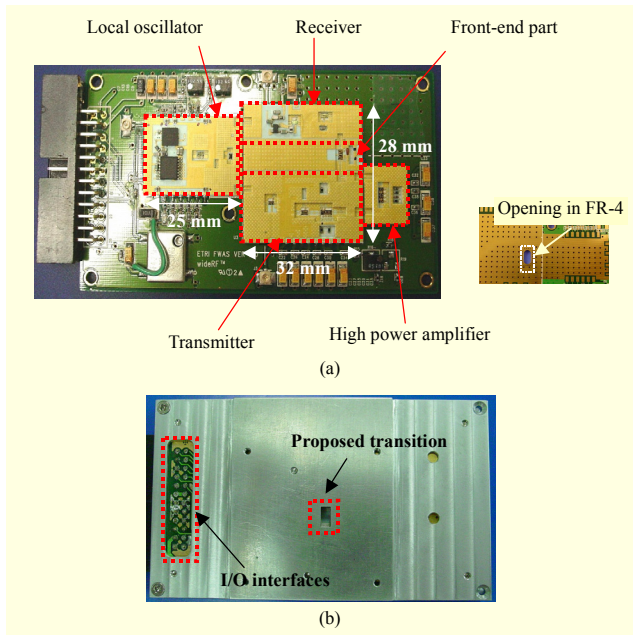 Local oscillator
Receiver
Front-end part
28 mm
25 mm
Opening in FR-4
ETRI FWAS VER
wideRF™
32 mm
Transmitter
High power amplifier
(a)
Proposed transition
I/O interfaces
(b)